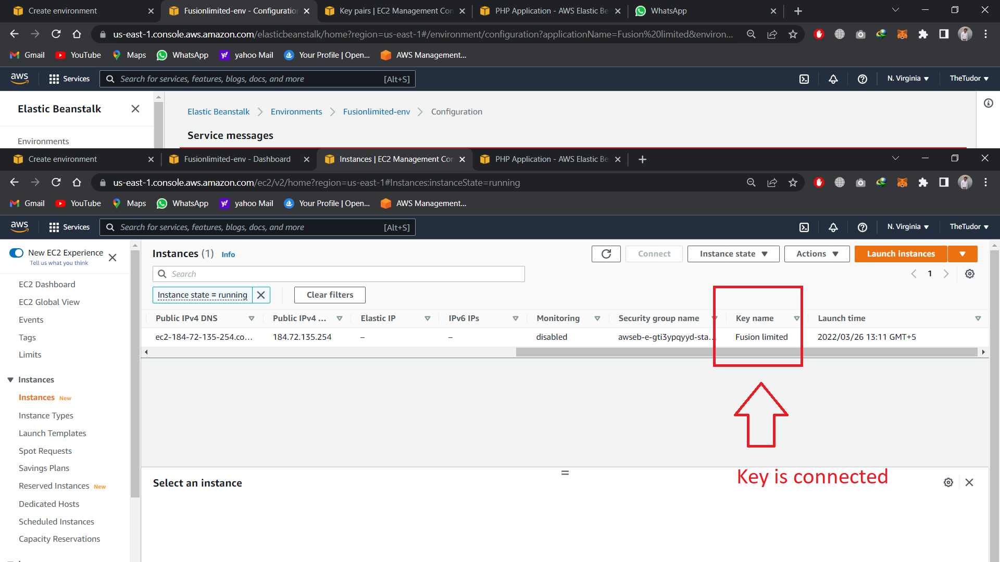 Create environment
Fusionlimited-env - Configuratio
Key pairs | EC2 Management Con
PHP Application - AWS Elastic Be
WhatsApp
us-east-1.console.aws.amazon.com/elasticbeanstalk/home?region=us-east-1#/environment/configuration?applicationName=Fusion%20limited&environ...
Gmail
YouTube
Maps
WhatsApp
yahoo Mail
Your Profile | Open...
AWS Management...
aws
Services
Search for services, features, blogs, docs, and more
[Alt+S]
N. Virginia
TheTudor
Elastic Beanstalk
Environments
Elastic Beanstalk
Environments
Fusionlimited-env
Configuration
Service messages
Create environment
Fusionlimited-env - Dashboard
Instances | EC2 Management Con
PHP Application - AWS Elastic Be
us-east-1.console.aws.amazon.com/ec2/v2/home?region=us-east-1#Instances:instanceState=running
Gmail
YouTube
Maps
WhatsApp
yahoo Mail
Your Profile | Open...
AWS Management...
aws
Services
Search for services, features, blogs, docs, and more
[Alt+S]
N. Virginia
TheTudor
New EC2 Experience
Tell us what you think
EC2 Dashboard
EC2 Global View
Events
Tags
Limits
Instances
Instances New
Instance Types
Launch Templates
Spot Requests
Savings Plans
Reserved Instances New
Dedicated Hosts
Scheduled Instances
Capacity Reservations
Instances (1) Info
Connect
Instance state
Actions
Launch instances
Search
1
Instance state = running
Clear filters
Public IPv4 DNS
Public IPv4 ...
Elastic IP
IPv6 IPs
Monitoring
Security group name
Key name
Launch time
ec2-184-72-135-254.co...
184.72.135.254
–
–
disabled
awseb-e-gti3ypqyyd-sta...
Fusion limited
2022/03/26 13:11 GMT+5
Key is connected
Select an instance